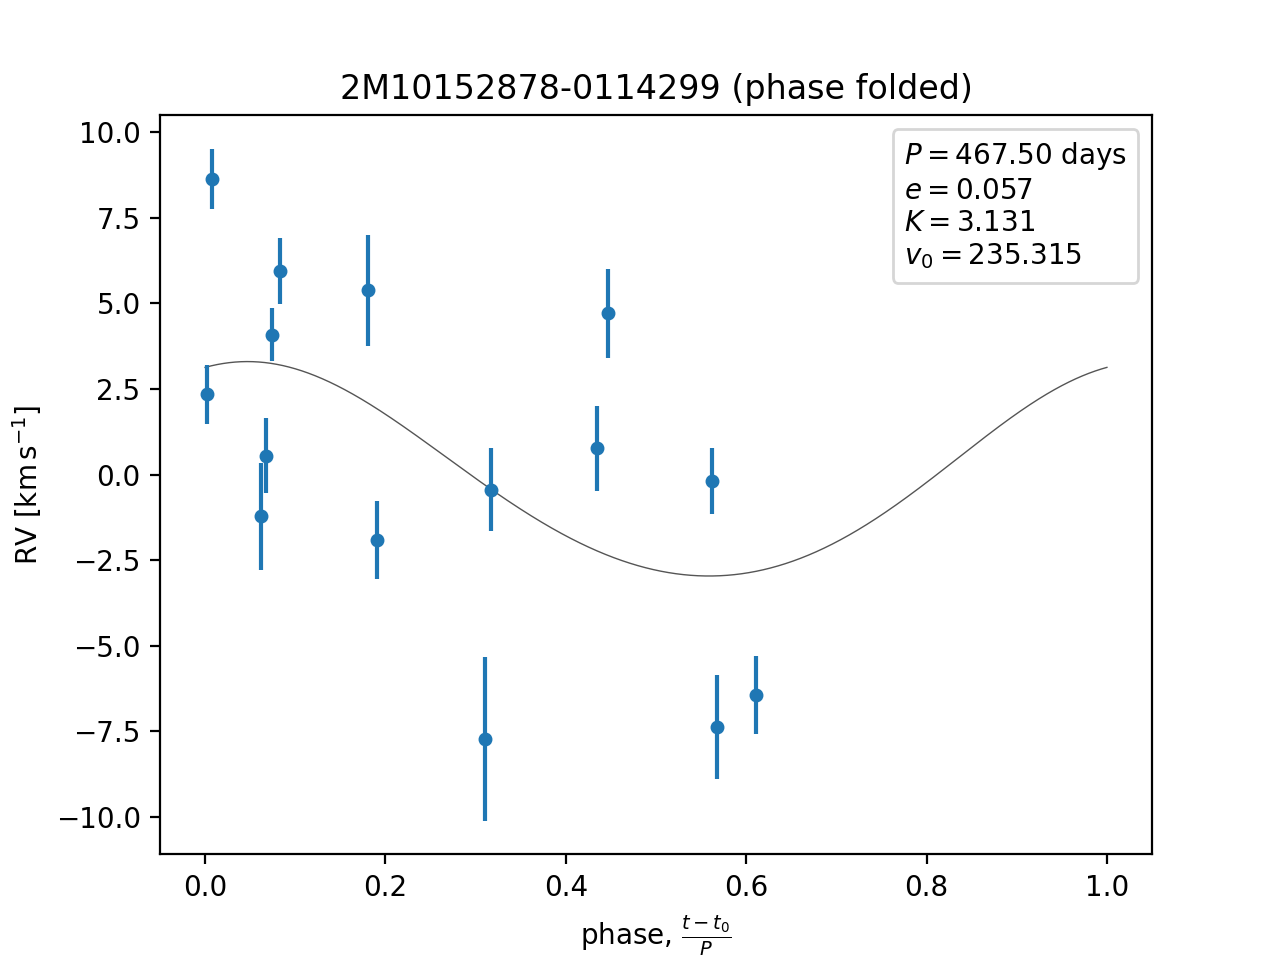 2M10152878-0114299 (phase folded)
P = 467.50 days
e = 0.057
K = 3.131
v₀ = 235.315
RV [km s⁻¹]
10.0
7.5
5.0
2.5
0.0
−2.5
−5.0
−7.5
−10.0
0.0 0.2 0.4 0.6 0.8 1.0
phase, (t − t₀)/P